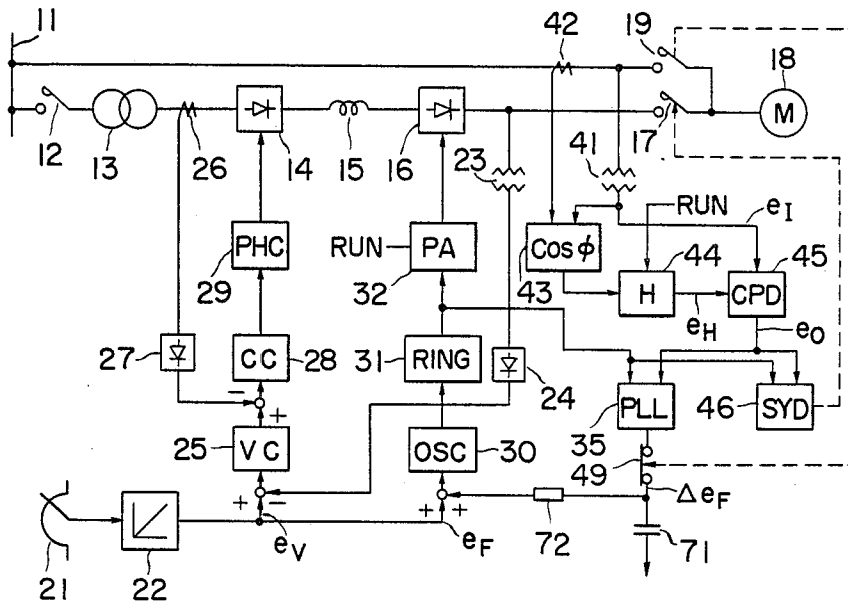 11
42
19
18
M
12
13
26
14
15
16
23
41
17
RUN
e_I
PHC
29
RUN
PA
32
Cosφ
43
44
H
45
CPD
e_H
e_O
27
CC
28
31
RING
24
PLL
35
46
SYD
25
VC
OSC
30
49
Δe_F
− +
+ −
+ +
72
71
e_V
e_F
21
22